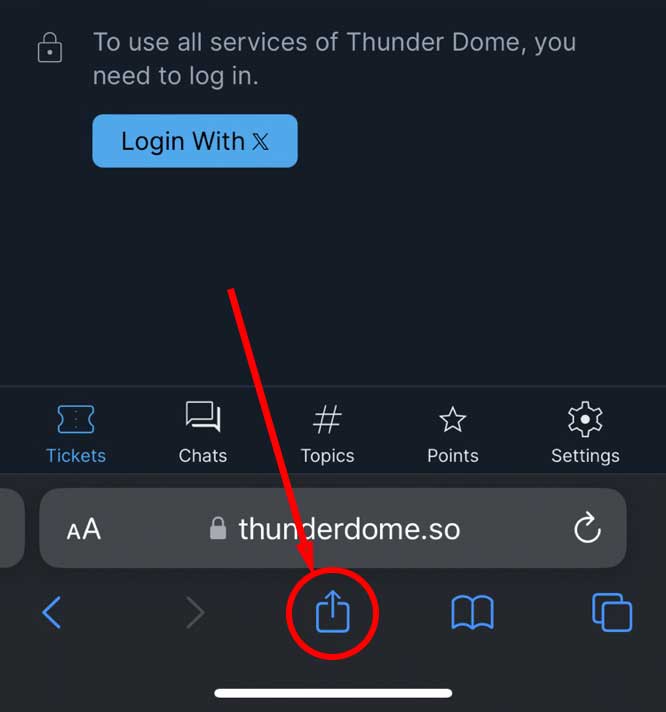 To use all services of Thunder Dome, you
need to log in.
Login With 𝕏
Tickets Chats Topics Points Settings
AA thunderdome.so